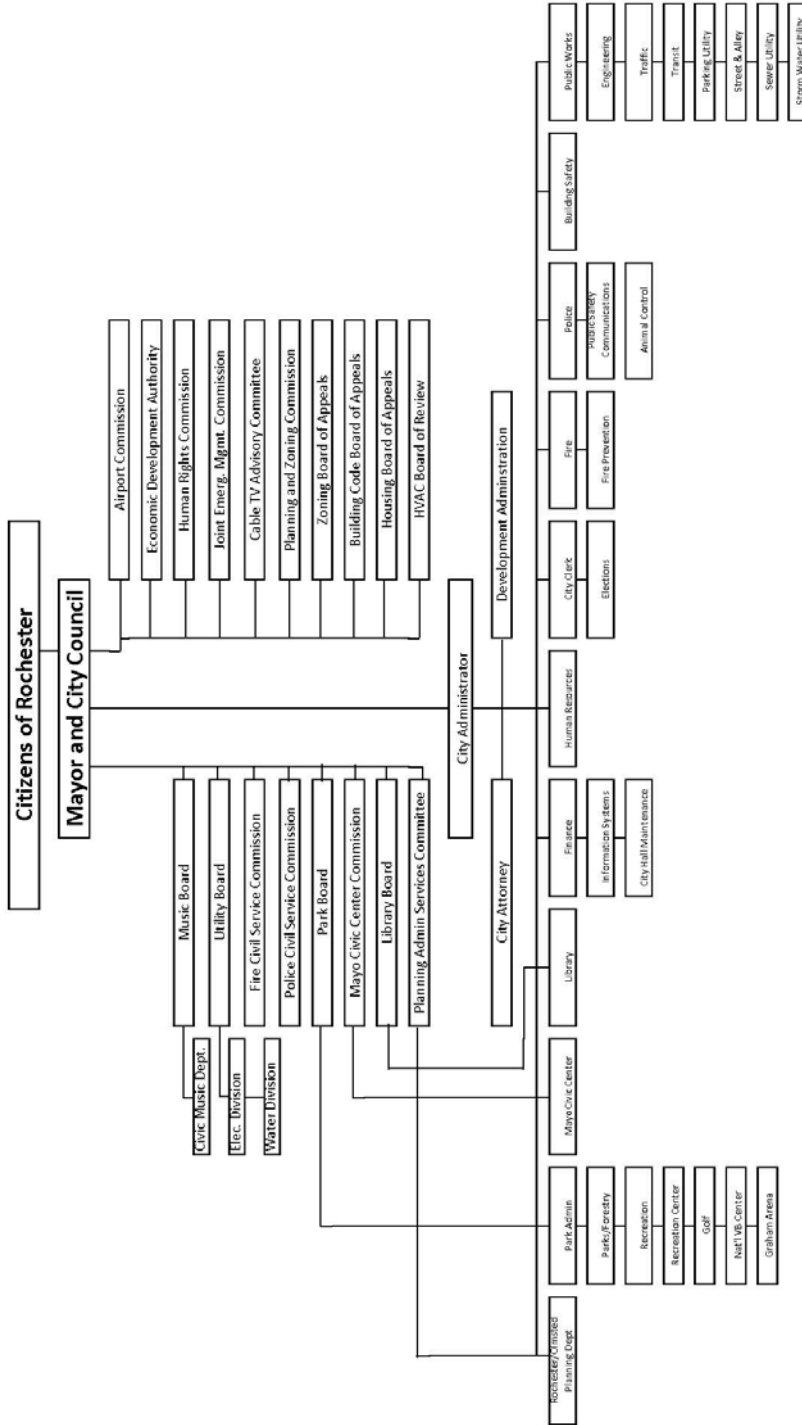 Citizens of Rochester
Mayor and City Council
Music Board
Civic Music Dept.
Utility Board
Elec. Division
Water Division
Fire Civil Service Commission
Police Civil Service Commission
Park Board
Mayo Civic Center Commission
Library Board
Planning Admin Services Committee
Airport Commission
Economic Development Authority
Human Rights Commission
Joint Emerg. Mgmt. Commission
Cable TV Advisory Committee
Planning and Zoning Commission
Zoning Board of Appeals
Building Code Board of Appeals
Housing Board of Appeals
HVAC Board of Review
City Administrator
City Attorney
Development Adminstration
Rochester/Olmsted
Planning Dept
Park Admin
Parks/Forestry
Recreation
Recreation Center
Golf
Nat'l VB Center
Graham Arena
Mayo Civic Center
Library
Finance
Information Systems
City Hall Maintenance
Human Resources
City Clerk
Elections
Fire
Fire Prevention
Police
Public Safety
Communications
Animal Control
Building Safety
Public Works
Engineering
Traffic
Transit
Parking Utility
Street & Alley
Sewer Utility
Storm Water Utility